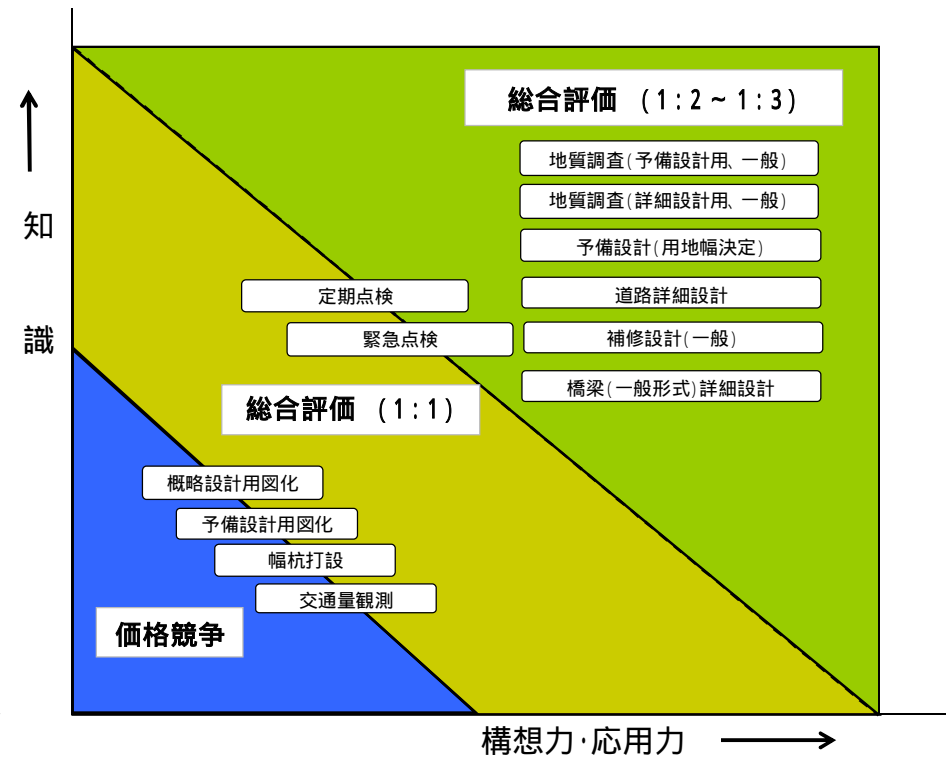 総合評価 (1:2~1:3)
地質調査(予備設計用、一般)
地質調査(詳細設計用、一般)
予備設計(用地幅決定)
定期点検
道路詳細設計
緊急点検
補修設計(一般)
橋梁(一般形式)詳細設計
総合評価 (1:1)
概略設計用図化
予備設計用図化
幅杭打設
交通量観測
価格競争
知
識
構想力・応用力